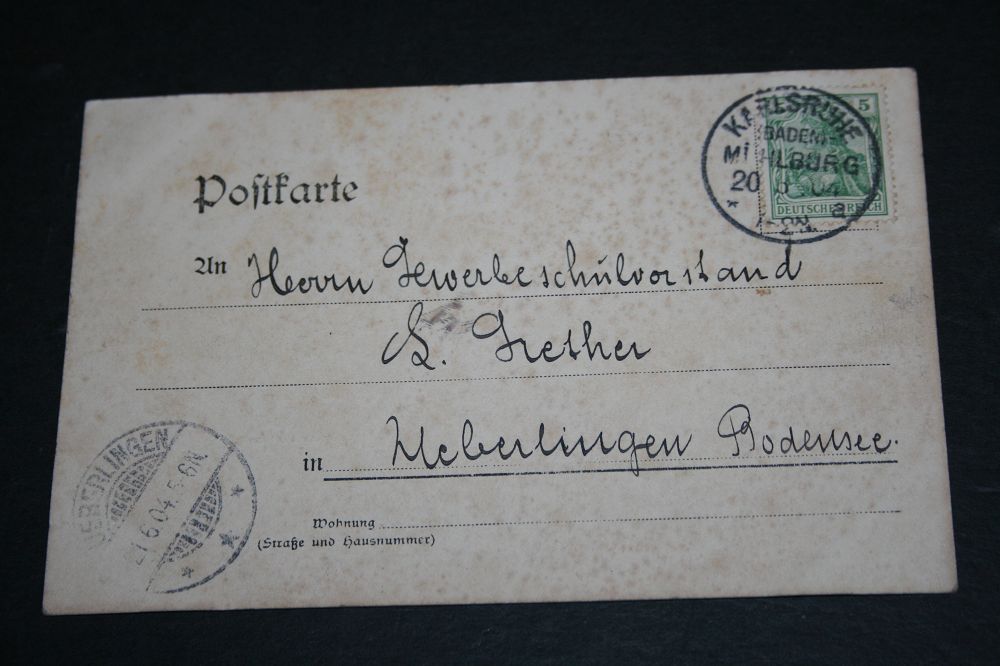 KARLSRUHE
(BADEN)
MÜHLBURG
20
04
5
DEUTSCHES REICH
Postkarte
An Herrn Gewerbeschulvorstand
Grether
in Ueberlingen Bodensee.
Wohnung
(Straße und Hausnummer)
UEBERLINGEN
21.6.04.5-6N